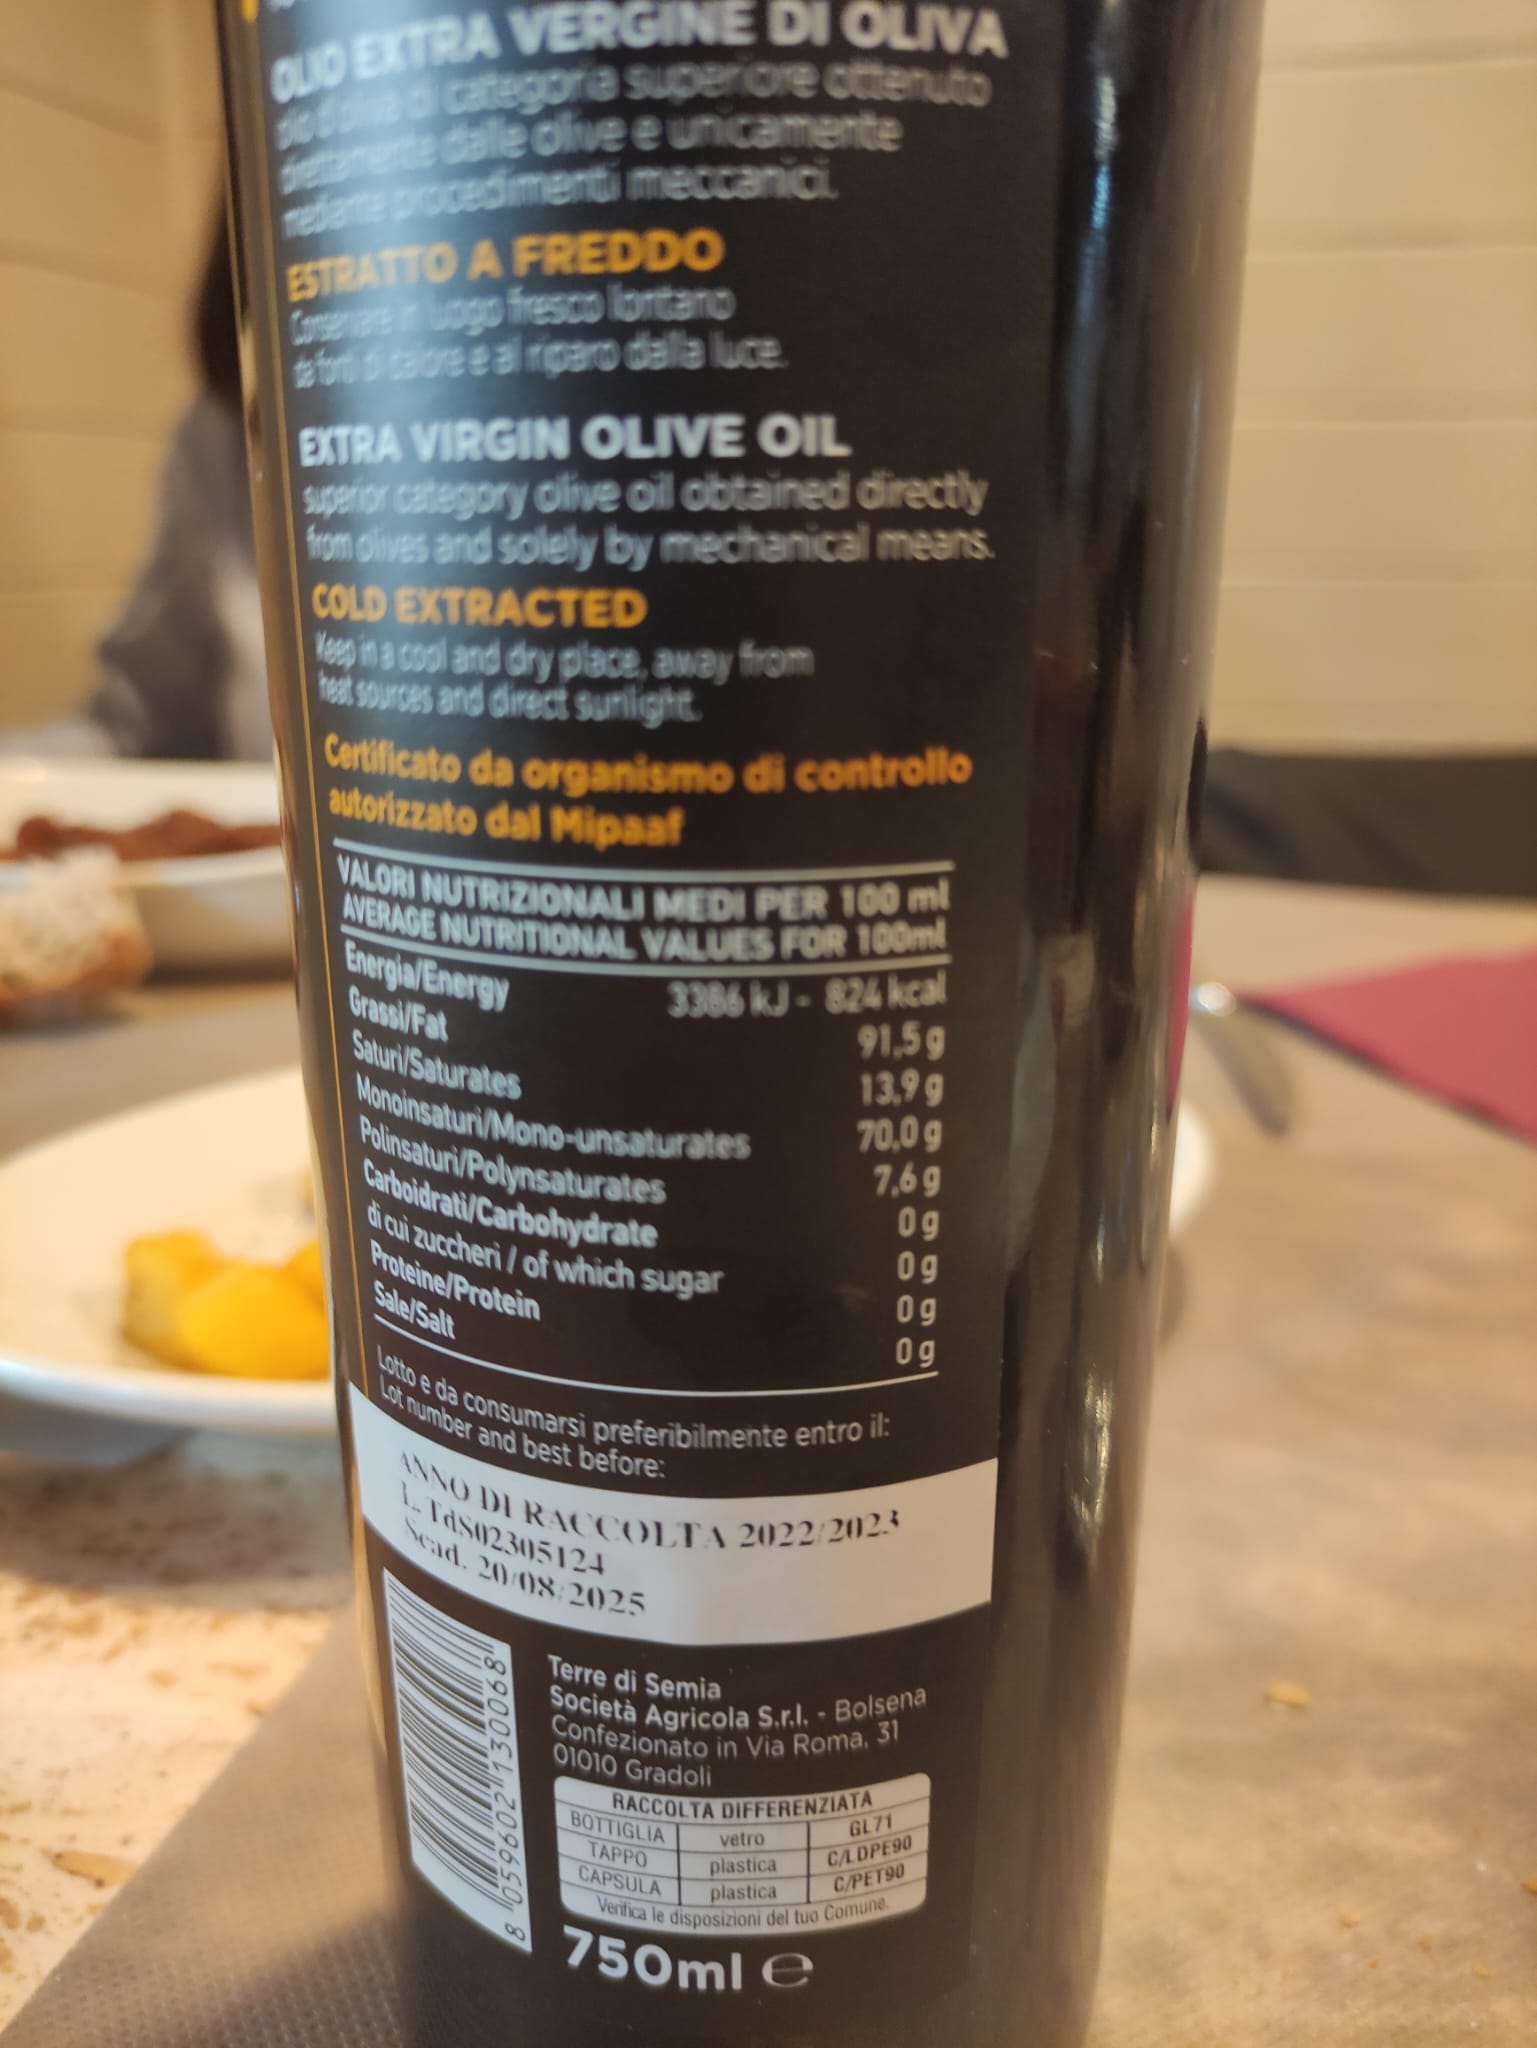 OLIO EXTRA VERGINE DI OLIVA
olio d'oliva di categoria superiore ottenuto
direttamente dalle olive e unicamente
mediante procedimenti meccanici.
ESTRATTO A FREDDO
Conservare in luogo fresco lontano
da fonti di calore e al riparo dalla luce.
EXTRA VIRGIN OLIVE OIL
superior category olive oil obtained directly
from olives and solely by mechanical means.
COLD EXTRACTED
Keep in a cool and dry place, away from
heat sources and direct sunlight.
Certificato da organismo di controllo
autorizzato dal Mipaaf
VALORI NUTRIZIONALI MEDI PER 100 ml
AVERAGE NUTRITIONAL VALUES FOR 100ml
Energia/Energy 3386 kJ - 824 kcal
Grassi/Fat 91,5 g
Saturi/Saturates 13,9 g
Monoinsaturi/Mono-unsaturates 70,0 g
Polinsaturi/Polynsaturates 7,6 g
Carboidrati/Carbohydrate 0 g
di cui zuccheri / of which sugar 0 g
Proteine/Protein 0 g
Sale/Salt 0 g
Lotto e da consumarsi preferibilmente entro il:
Lot number and best before:
ANNO DI RACCOLTA 2022/2023
L. TdS02305124
Scad. 20/08/2025
Terre di Semia
Società Agricola S.r.l. - Bolsena
Confezionato in Via Roma, 31
01010 Gradoli
RACCOLTA DIFFERENZIATA
BOTTIGLIA vetro GL71
TAPPO plastica C/LDPE90
CAPSULA plastica C/PET90
Verifica le disposizioni del tuo Comune.
8 059602 130068
750ml e